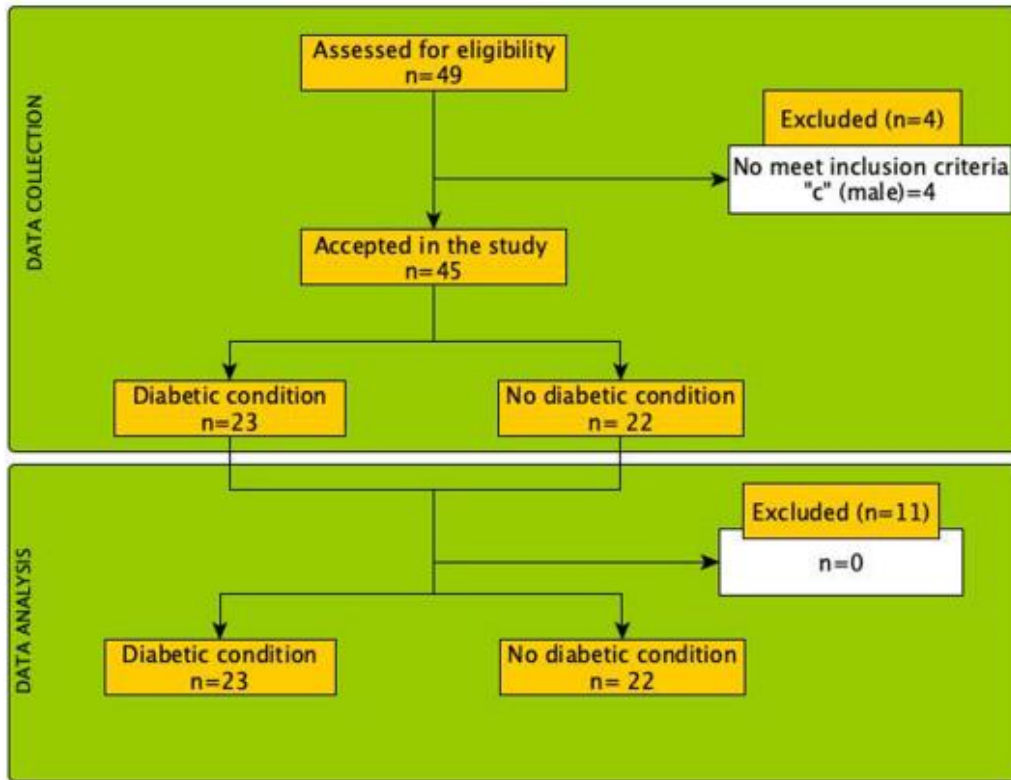 DATA COLLECTION
Assessed for eligibility
n=49
Excluded (n=4)
No meet inclusion criteria
"c" (male)=4
Accepted in the study
n=45
Diabetic condition
n=23
No diabetic condition
n= 22
DATA ANALYSIS
Excluded (n=11)
n=0
Diabetic condition
n=23
No diabetic condition
n= 22